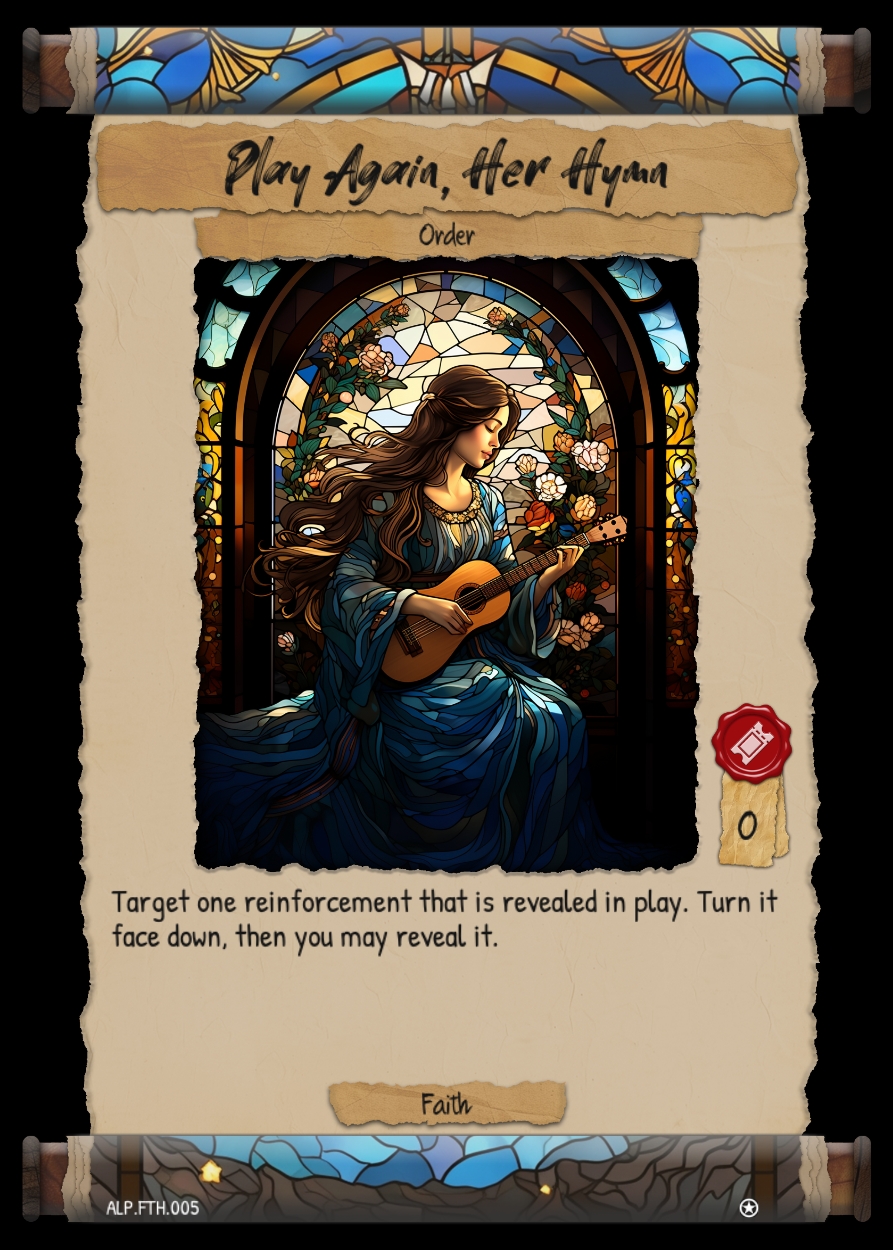 Play Again, Her Hymn
Order
0
Target one reinforcement that is revealed in play. Turn it
face down, then you may reveal it.
Faith
ALP.FTH.005